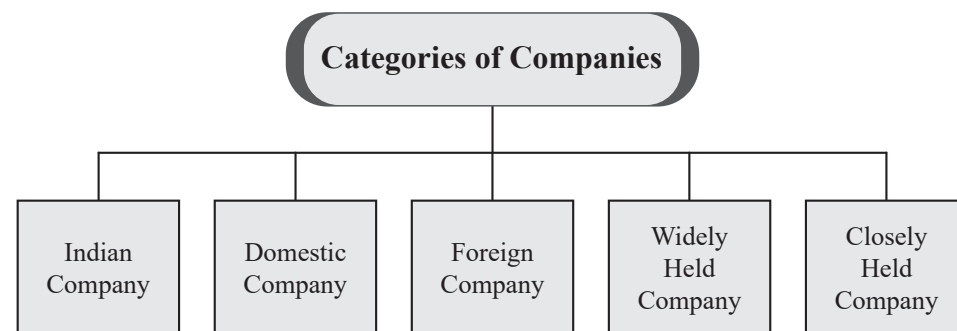 Categories of Companies
Indian
Company
Domestic
Company
Foreign
Company
Widely
Held
Company
Closely
Held
Company